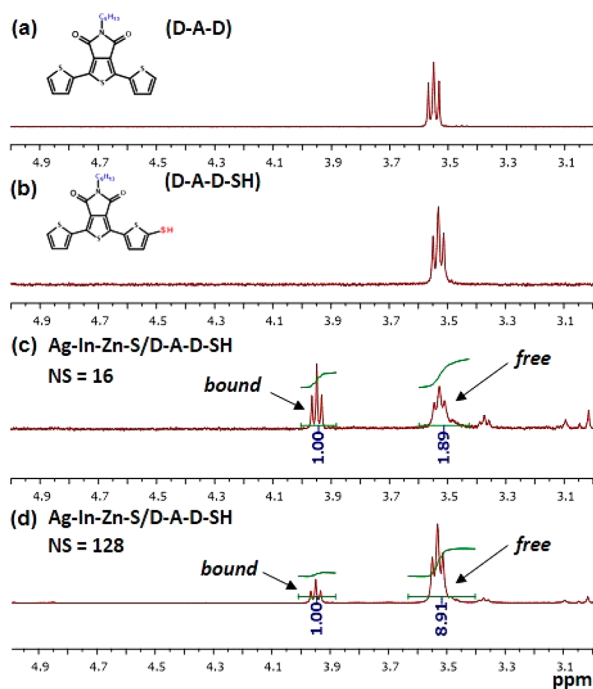 (a)
(D-A-D)
C6H13
N
O
O
S
S
S
4.9 4.7 4.5 4.3 4.1 3.9 3.7 3.5 3.3 3.1
(b)
(D-A-D-SH)
C6H13
N
O
O
S
S
S
SH
4.9 4.7 4.5 4.3 4.1 3.9 3.7 3.5 3.3 3.1
(c) Ag-In-Zn-S/D-A-D-SH
NS = 16
bound
free
1.00
1.89
4.9 4.7 4.5 4.3 4.1 3.9 3.7 3.5 3.3 3.1
(d) Ag-In-Zn-S/D-A-D-SH
NS = 128
bound
free
1.00
8.91
4.9 4.7 4.5 4.3 4.1 3.9 3.7 3.5 3.3 3.1
ppm